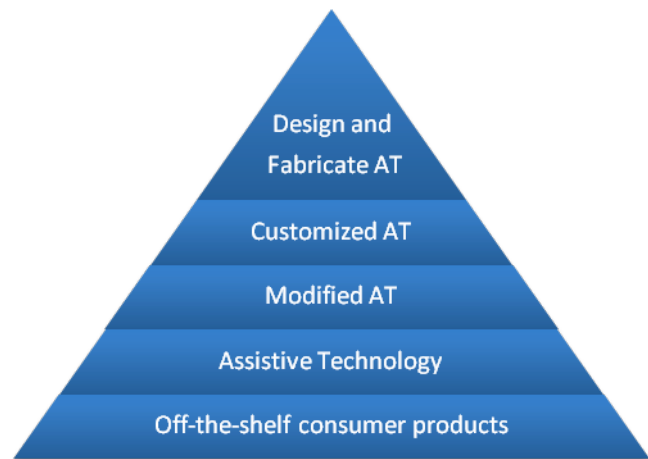 Design and
Fabricate AT
Customized AT
Modified AT
Assistive Technology
Off-the-shelf consumer products